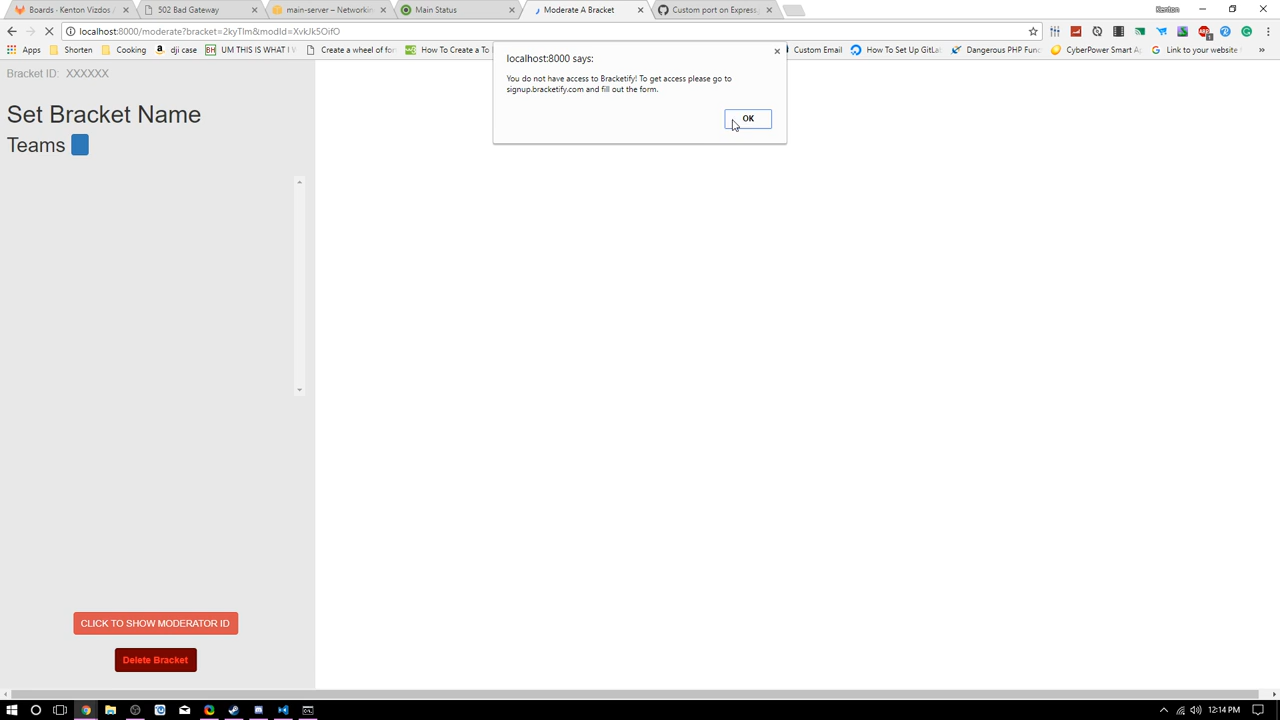 Boards - Kenton Vizdos
502 Bad Gateway
main-server – Networkin
Main Status
Moderate A Bracket
Custom port on Express
Kenton
localhost:8000/moderate?bracket=2kyTlm&modId=XvkJk5OifO
Apps
Shorten
Cooking
dji case
UM THIS IS WHAT I W
Create a wheel of fort
How To Create a To
Custom Email
How To Set Up GitLa
Dangerous PHP Func
CyberPower Smart A
Link to your website
localhost:8000 says:
You do not have access to Bracketify! To get access please go to
signup.bracketify.com and fill out the form.
OK
Bracket ID: XXXXXX
Set Bracket Name
Teams
CLICK TO SHOW MODERATOR ID
Delete Bracket
12:14 PM